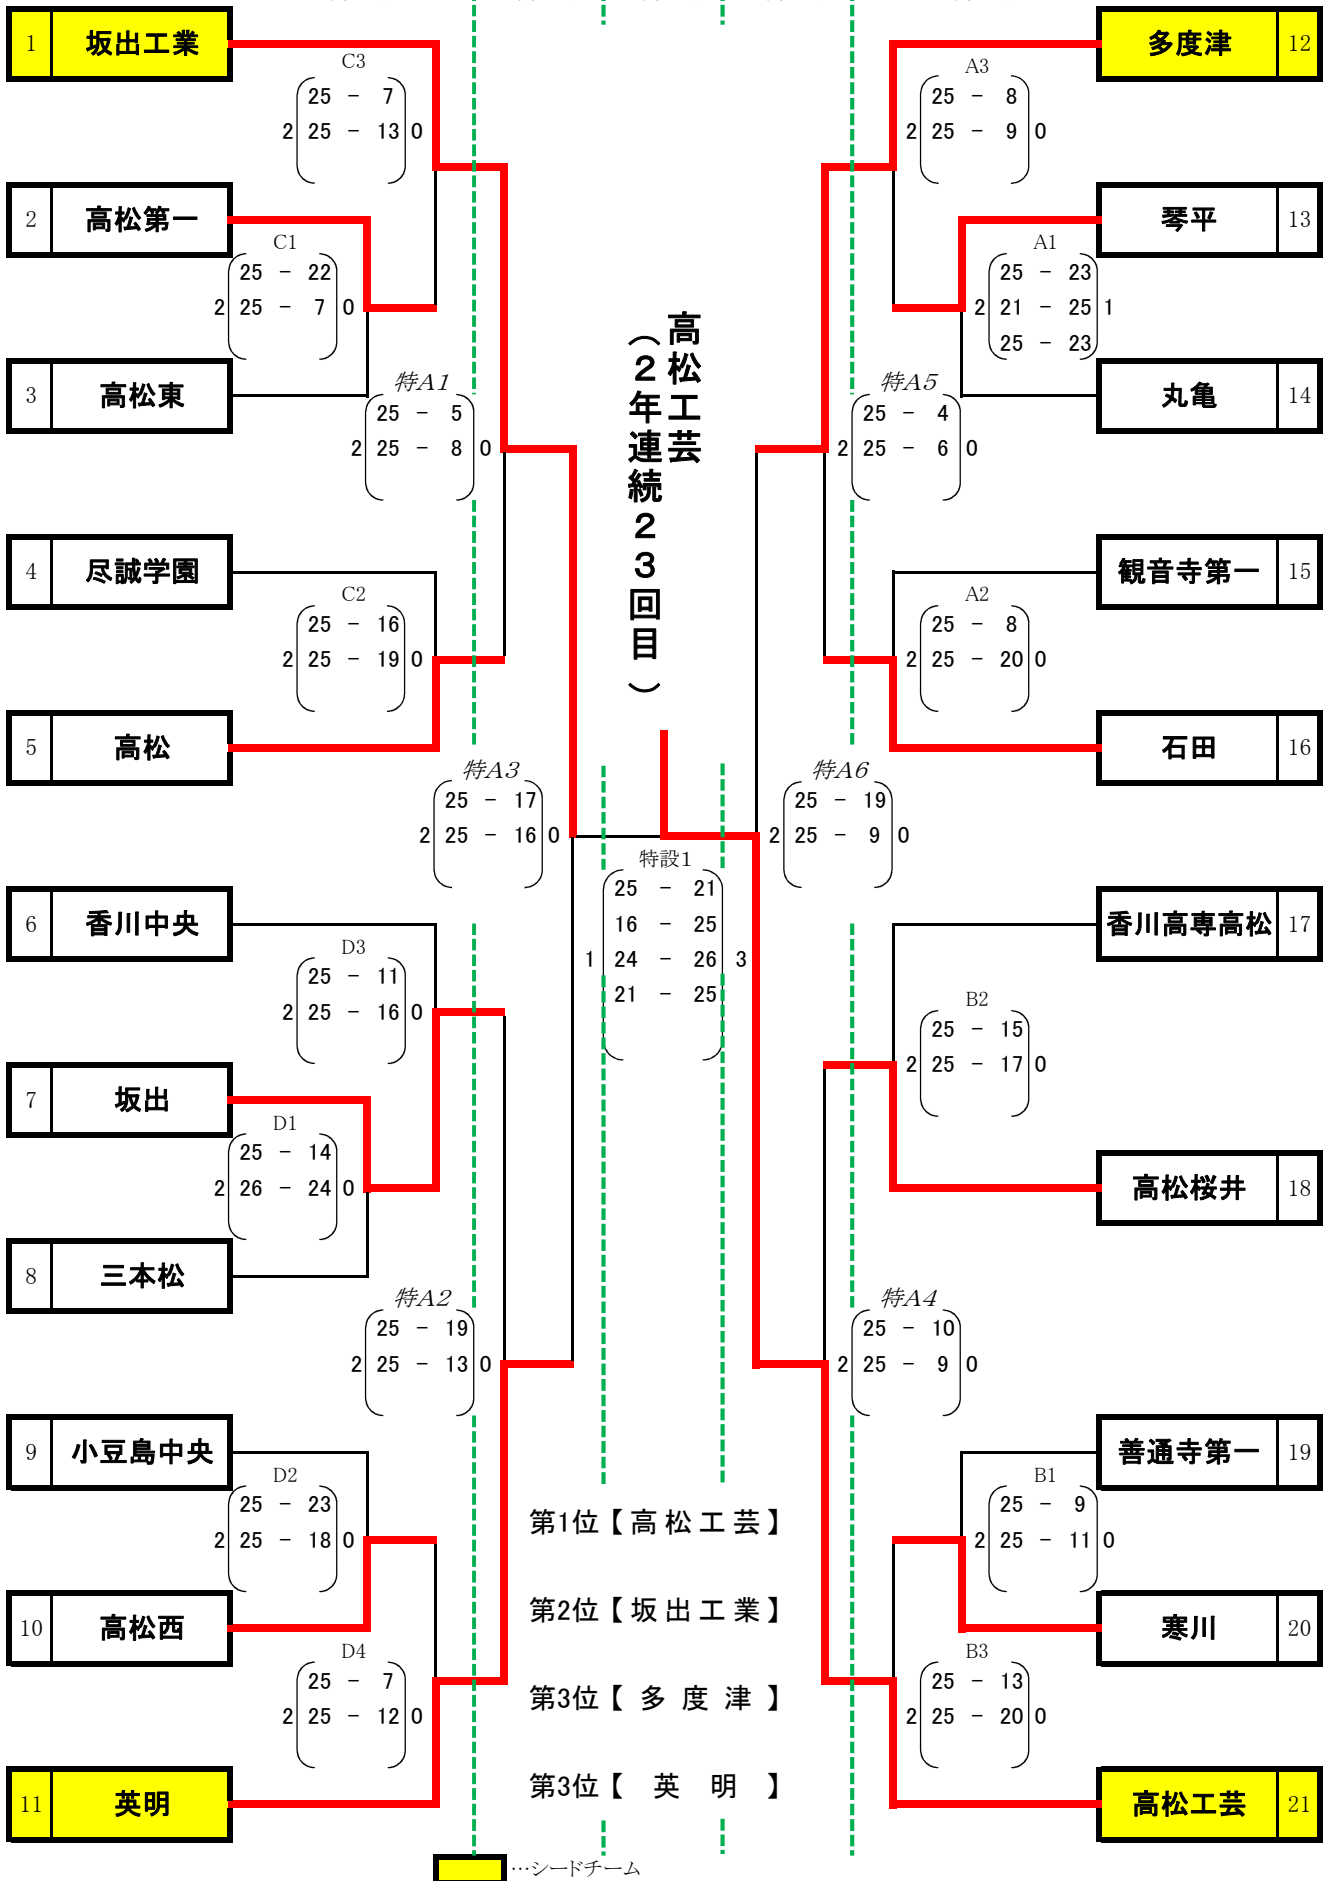 1 坂出工業
C3
25 - 7
2 25 - 13 0
2 高松第一
C1
25 - 22
2 25 - 7 0
3 高松東
特A1
25 - 5
2 25 - 8 0
4 尽誠学園
C2
25 - 16
2 25 - 19 0
5 高松
特A3
25 - 17
2 25 - 16 0
6 香川中央
D3
25 - 11
2 25 - 16 0
7 坂出
D1
25 - 14
2 26 - 24 0
8 三本松
特A2
25 - 19
2 25 - 13 0
9 小豆島中央
D2
25 - 23
2 25 - 18 0
10 高松西
D4
25 - 7
2 25 - 12 0
11 英明
高松工芸
（２年連続２３回目）
特設1
25 - 21
16 - 25
1 24 - 26 3
21 - 25
第1位【高松工芸】
第2位【坂出工業】
第3位【多度津】
第3位【英明】
…シードチーム
多度津 12
A3
25 - 8
2 25 - 9 0
琴平 13
A1
25 - 23
2 21 - 25 1
25 - 23
丸亀 14
特A5
25 - 4
2 25 - 6 0
観音寺第一 15
A2
25 - 8
2 25 - 20 0
石田 16
特A6
25 - 19
2 25 - 9 0
香川高専高松 17
B2
25 - 15
2 25 - 17 0
高松桜井 18
特A4
25 - 10
2 25 - 9 0
善通寺第一 19
B1
25 - 9
2 25 - 11 0
寒川 20
B3
25 - 13
2 25 - 20 0
高松工芸 21